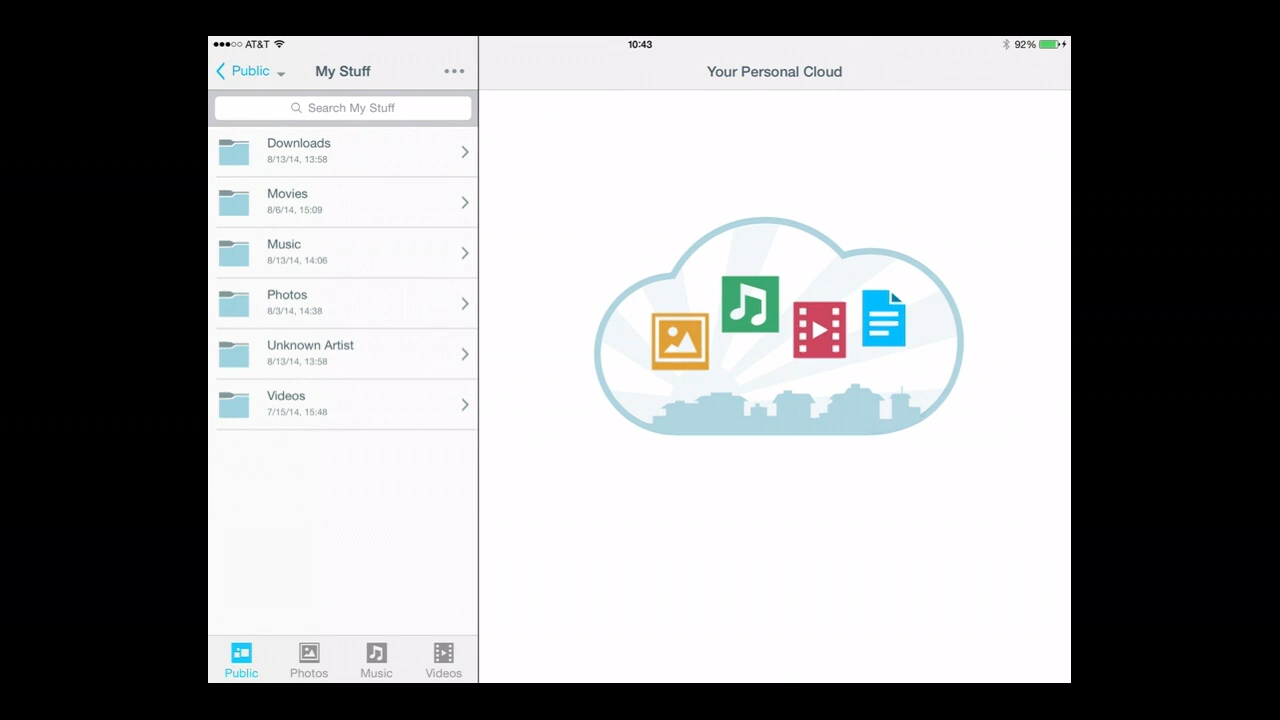 AT&T 10:43 92%
Public My Stuff Your Personal Cloud
Search My Stuff
Downloads
8/13/14, 13:58
Movies
8/6/14, 15:09
Music
8/13/14, 14:06
Photos
8/3/14, 14:38
Unknown Artist
8/13/14, 13:58
Videos
7/15/14, 15:48
Public Photos Music Videos